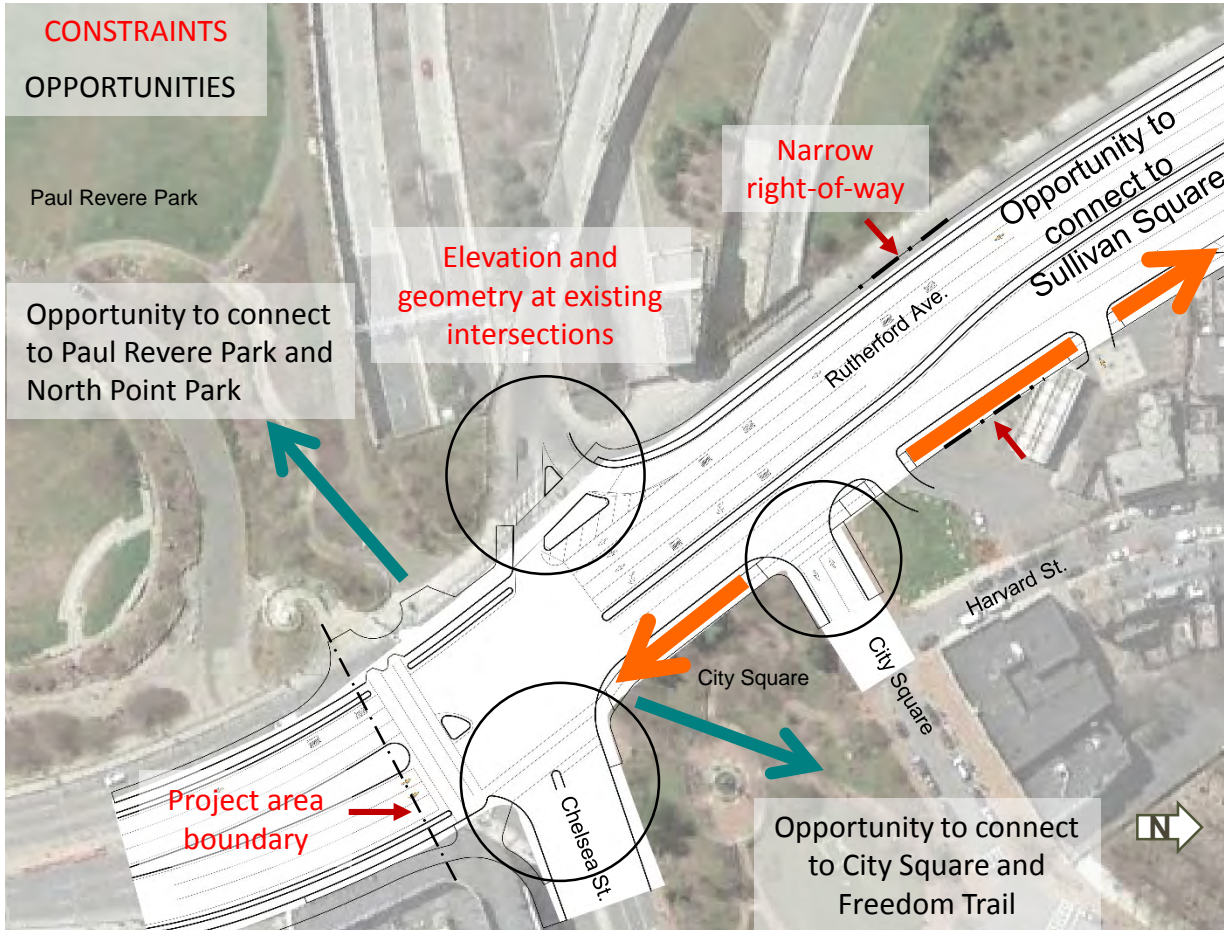 CONSTRAINTS
OPPORTUNITIES
Paul Revere Park
Narrow
right-of-way
Opportunity to
connect to
Sullivan Square
Elevation and
geometry at existing
intersections
Opportunity to connect
to Paul Revere Park and
North Point Park
Rutherford Ave.
Harvard St.
City Square
City Square
Project area
boundary
Chelsea St.
Opportunity to connect
to City Square and
Freedom Trail
N